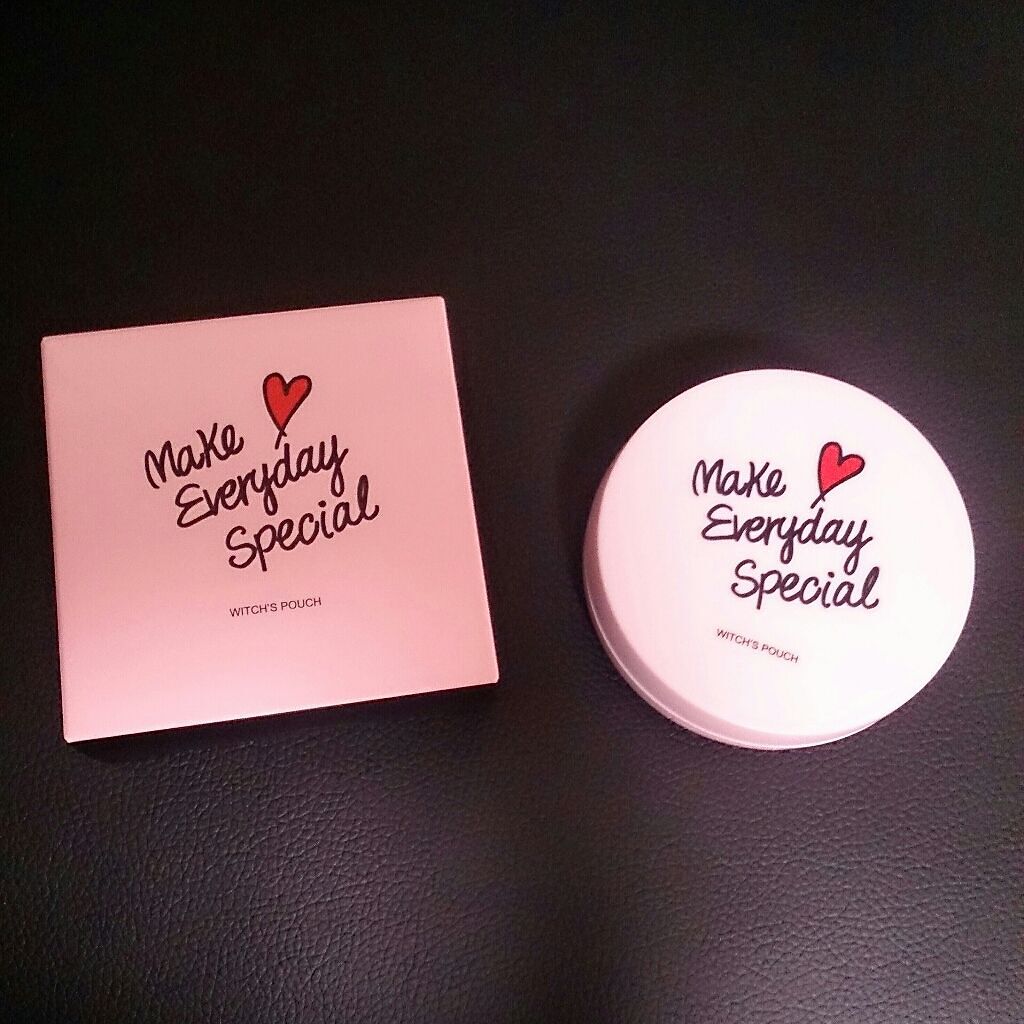 Make
Everyday
Special
WITCH'S POUCH
Make
Everyday
Special
WITCH'S POUCH